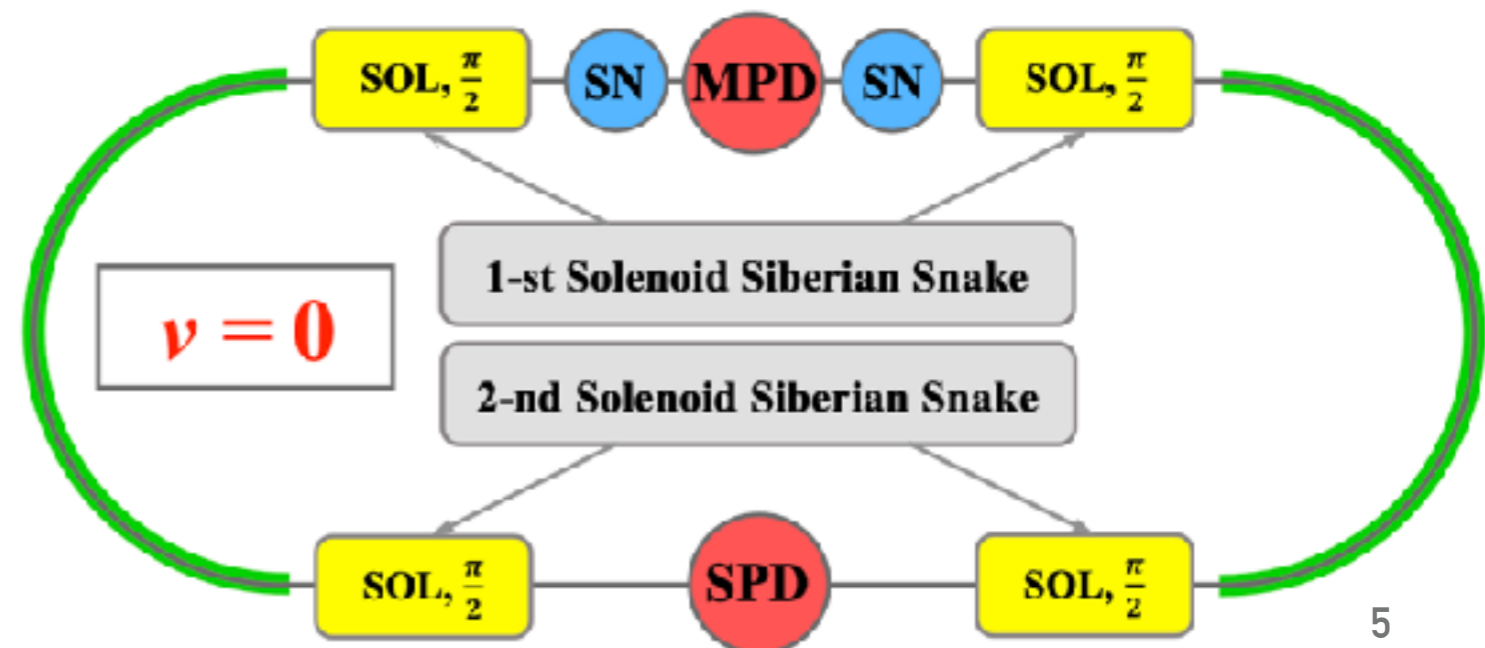 SOL, π/2
SN
MPD
SN
SOL, π/2
1-st Solenoid Siberian Snake
ν = 0
2-nd Solenoid Siberian Snake
SOL, π/2
SPD
SOL, π/2
5